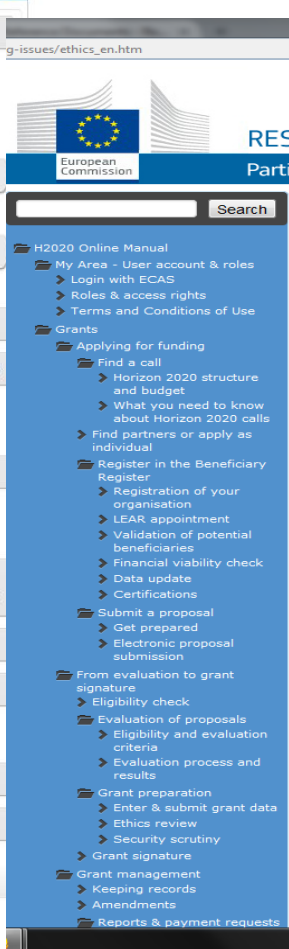 g-issues/ethics_en.htm
European
Commission
RES
Parti
Search
H2020 Online Manual
My Area - User account & roles
Login with ECAS
Roles & access rights
Terms and Conditions of Use
Grants
Applying for funding
Find a call
Horizon 2020 structure
and budget
What you need to know
about Horizon 2020 calls
Find partners or apply as
individual
Register in the Beneficiary
Register
Registration of your
organisation
LEAR appointment
Validation of potential
beneficiaries
Financial viability check
Data update
Certifications
Submit a proposal
Get prepared
Electronic proposal
submission
From evaluation to grant
signature
Eligibility check
Evaluation of proposals
Eligibility and evaluation
criteria
Evaluation process and
results
Grant preparation
Enter & submit grant data
Ethics review
Security scrutiny
Grant signature
Grant management
Keeping records
Amendments
Reports & payment requests